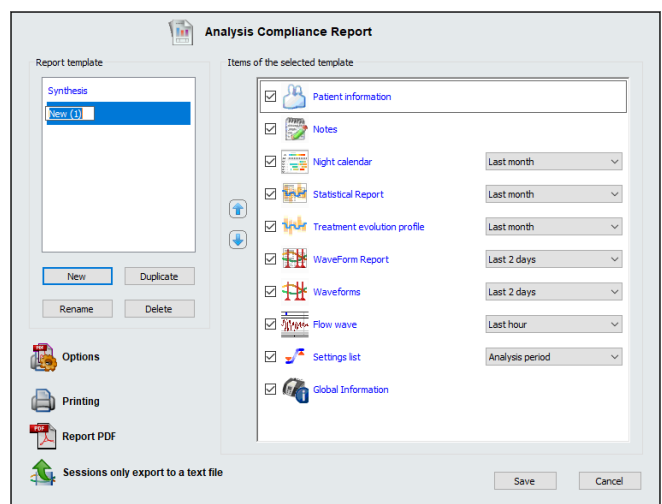 Analysis Compliance Report
Report template
Synthesis
New (1)
New
Duplicate
Rename
Delete
Options
Printing
Report PDF
Sessions only export to a text file
Items of the selected template
Patient information
Notes
Night calendar
Last month
Statistical Report
Last month
Treatment evolution profile
Last month
WaveForm Report
Last 2 days
Waveforms
Last 2 days
Flow wave
Last hour
Settings list
Analysis period
Global Information
Save
Cancel